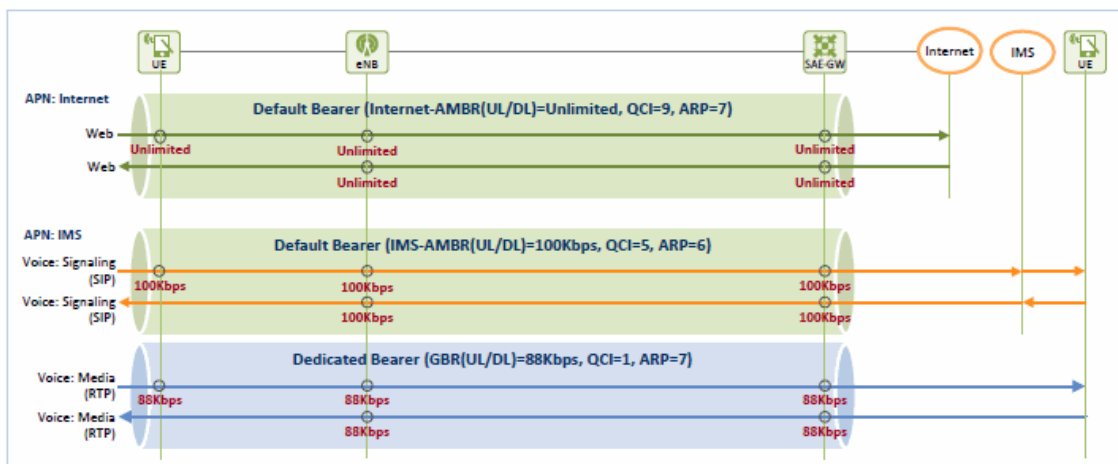 UE
eNB
SAE-GW
Internet
IMS
UE
APN: Internet
Default Bearer (Internet-AMBR(UL/DL)=Unlimited, QCI=9, ARP=7)
Web
Unlimited
Unlimited
Unlimited
Web
Unlimited
Unlimited
APN: IMS
Default Bearer (IMS-AMBR(UL/DL)=100Kbps, QCI=5, ARP=6)
Voice: Signaling
(SIP)
100Kbps
100Kbps
100Kbps
Voice: Signaling
(SIP)
100Kbps
100Kbps
Dedicated Bearer (GBR(UL/DL)=88Kbps, QCI=1, ARP=7)
Voice: Media
(RTP)
88Kbps
88Kbps
88Kbps
Voice: Media
(RTP)
88Kbps
88Kbps